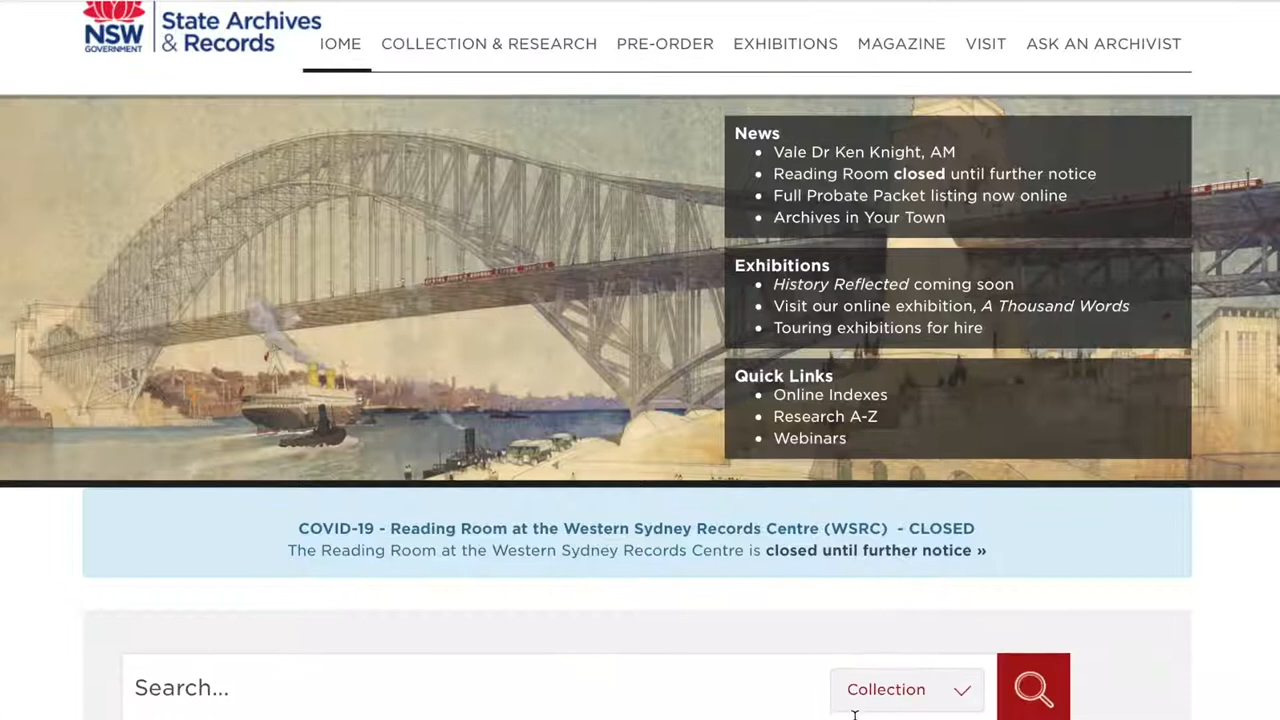 NSW
GOVERNMENT
State Archives
& Records
IOME
COLLECTION & RESEARCH
PRE-ORDER
EXHIBITIONS
MAGAZINE
VISIT
ASK AN ARCHIVIST
News
• Vale Dr Ken Knight, AM
• Reading Room closed until further notice
• Full Probate Packet listing now online
• Archives in Your Town
Exhibitions
• History Reflected coming soon
• Visit our online exhibition, A Thousand Words
• Touring exhibitions for hire
Quick Links
• Online Indexes
• Research A-Z
• Webinars
COVID-19 - Reading Room at the Western Sydney Records Centre (WSRC) - CLOSED
The Reading Room at the Western Sydney Records Centre is closed until further notice »
Search...
Collection